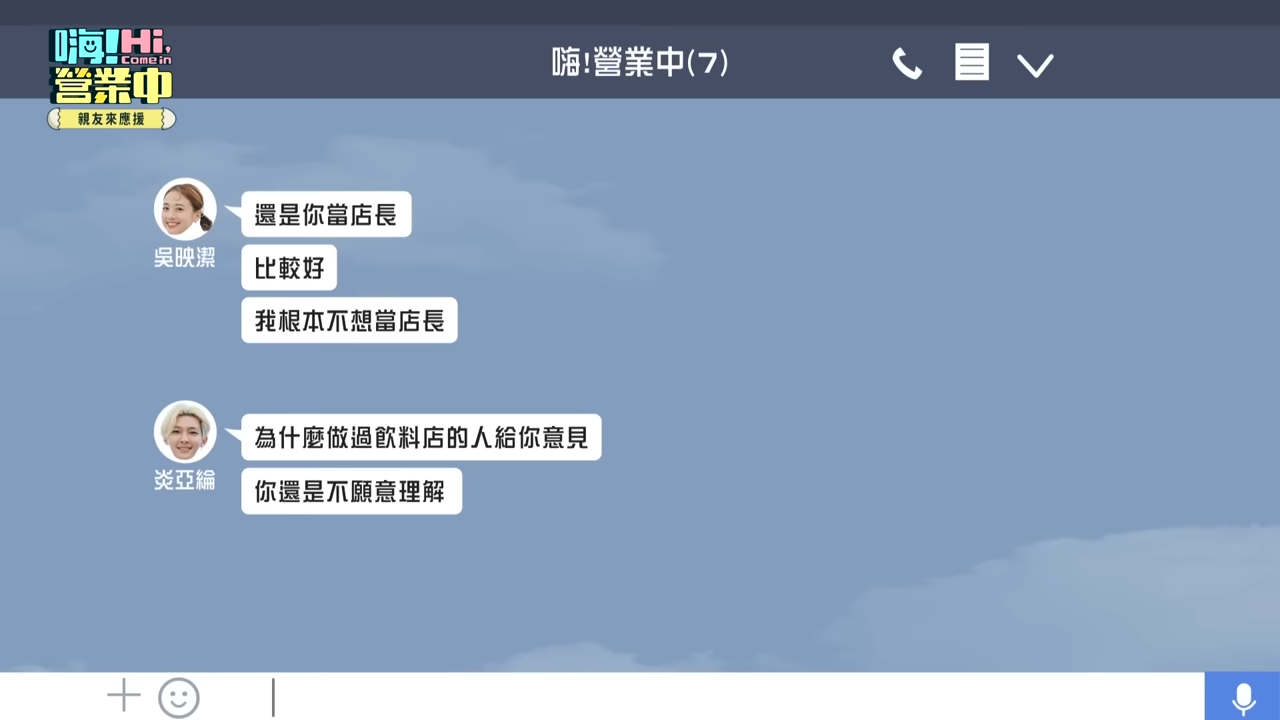 嗨!Hi,
Come in
營業中
親友來應援
嗨!營業中(7)
還是你當店長
比較好
我根本不想當店長
吳映潔
為什麼做過飲料店的人給你意見
你還是不願意理解
炎亞綸